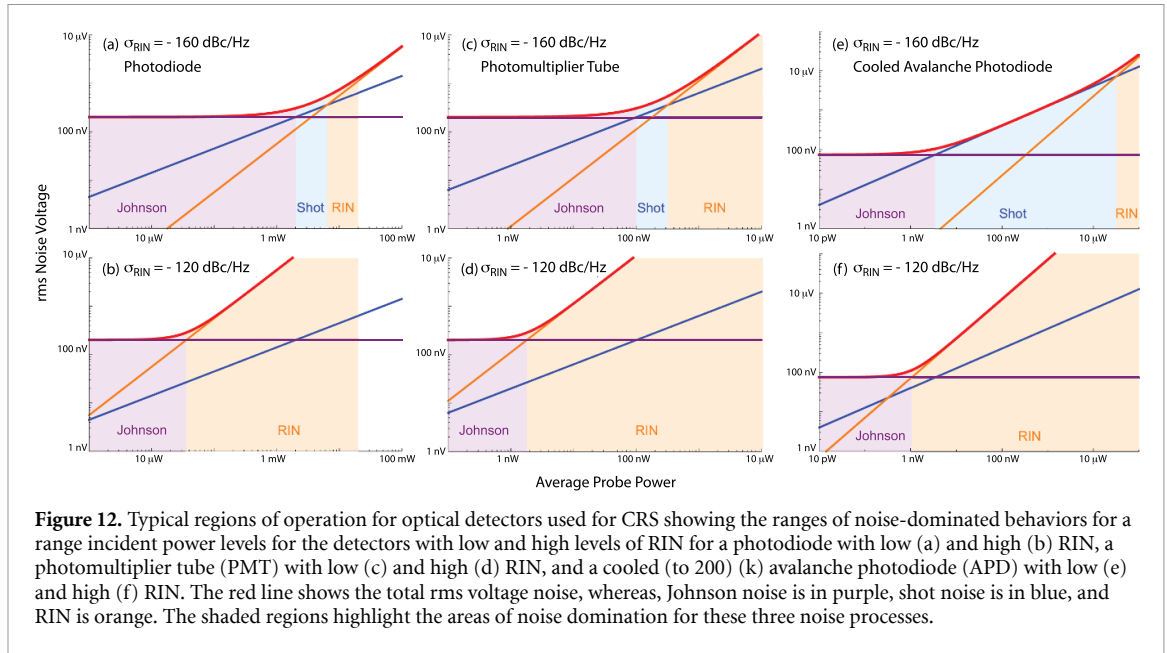 (a) σRIN = - 160 dBc/Hz
Photodiode
10 μV
100 nV
1 nV
Johnson
Shot
RIN
10 μW
1 mW
100 mW
(c) σRIN = - 160 dBc/Hz
Photomultiplier Tube
10 μV
100 nV
1 nV
Johnson
Shot
RIN
1 nW
100 nW
10 μW
(e) σRIN = - 160 dBc/Hz
Cooled Avalanche Photodiode
10 μV
100 nV
1 nV
Johnson
Shot
RIN
10 pW
1 nW
100 nW
10 μW
rms Noise Voltage
(b) σRIN = - 120 dBc/Hz
10 μV
100 nV
1 nV
Johnson
RIN
10 μW
1 mW
100 mW
(d) σRIN = - 120 dBc/Hz
10 μV
100 nV
1 nV
Johnson
RIN
1 nW
100 nW
10 μW
(f) σRIN = - 120 dBc/Hz
10 μV
100 nV
1 nV
Johnson
RIN
10 pW
1 nW
100 nW
10 μW
Average Probe Power
Figure 12. Typical regions of operation for optical detectors used for CRS showing the ranges of noise-dominated behaviors for a
range incident power levels for the detectors with low and high levels of RIN for a photodiode with low (a) and high (b) RIN, a
photomultiplier tube (PMT) with low (c) and high (d) RIN, and a cooled (to 200) (k) avalanche photodiode (APD) with low (e)
and high (f) RIN. The red line shows the total rms voltage noise, whereas, Johnson noise is in purple, shot noise is in blue, and
RIN is orange. The shaded regions highlight the areas of noise domination for these three noise processes.